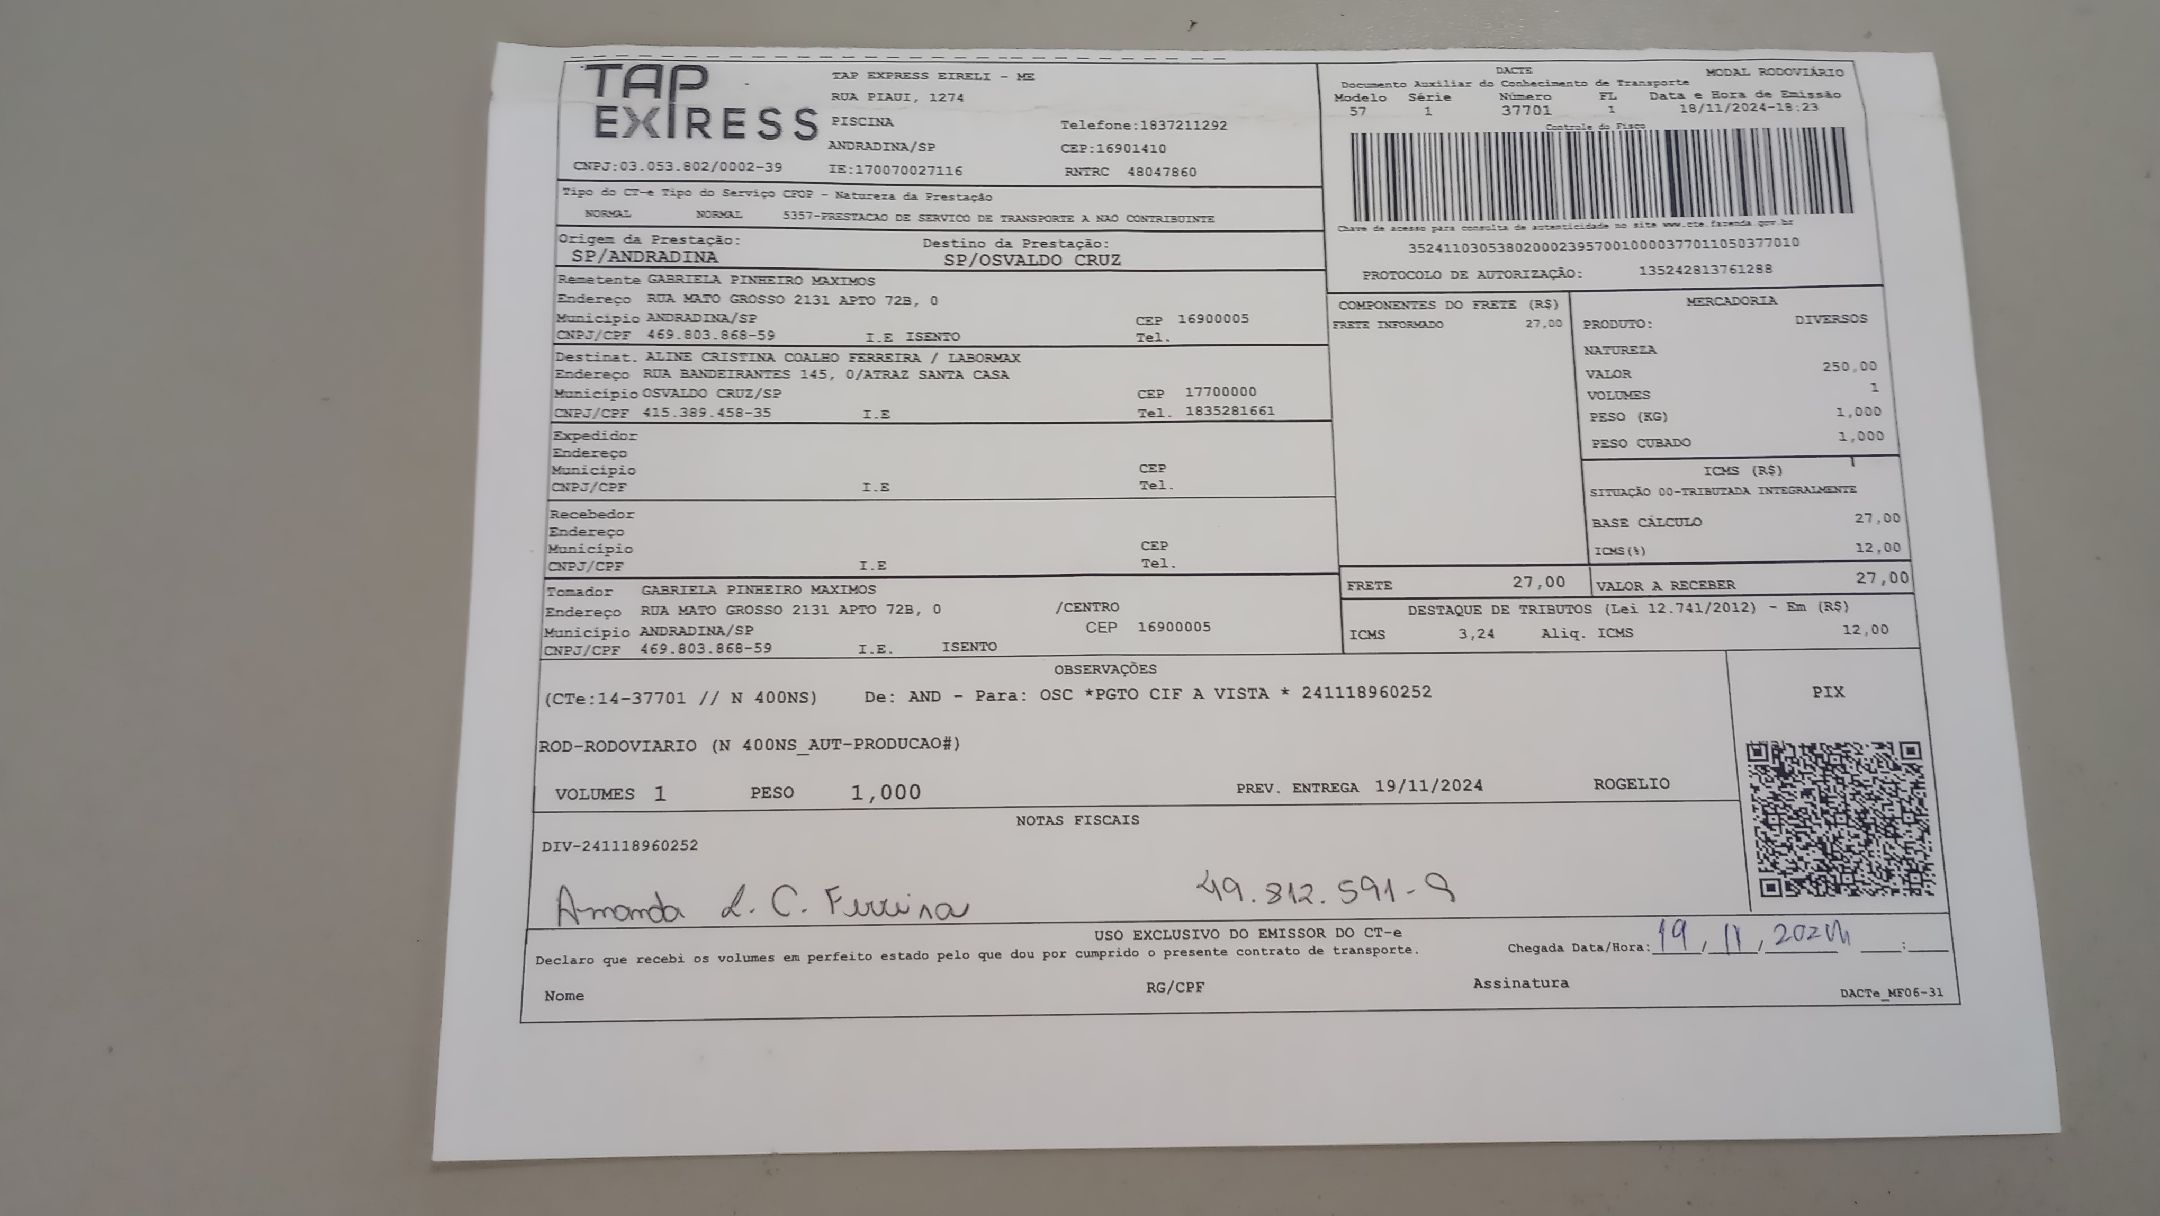 TAP
EXPRESS
CNPJ:03.053.802/0002-39
TAP EXPRESS EIRELI - ME
RUA PIAUI, 1274
PISCINA Telefone:1837211292
ANDRADINA/SP CEP:16901410
IE:170070027116 RNTRC 48047860
DACTE MODAL RODOVIÁRIO
Documento Auxiliar do Conhecimento de Transporte
Modelo Série Número FL Data e Hora de Emissão
57 1 37701 1 18/11/2024-18:23
Controle do Fisco
Chave de acesso para consulta de autenticidade no site www.cte.fazenda.gov.br
35241103053802000239570010000377011050377010
PROTOCOLO DE AUTORIZAÇÃO: 135242813761288
Tipo do CT-e Tipo do Serviço CFOP - Natureza da Prestação
NORMAL NORMAL 5357-PRESTACAO DE SERVICO DE TRANSPORTE A NAO CONTRIBUINTE
Origem da Prestação: Destino da Prestação:
SP/ANDRADINA SP/OSVALDO CRUZ
Remetente GABRIELA PINHEIRO MAXIMOS
Endereço RUA MATO GROSSO 2131 APTO 72B, 0
Município ANDRADINA/SP CEP 16900005
CNPJ/CPF 469.803.868-59 I.E ISENTO Tel.
Destinat. ALINE CRISTINA COALHO FERREIRA / LABORMAX
Endereço RUA BANDEIRANTES 145, 0/ATRAZ SANTA CASA
Município OSVALDO CRUZ/SP CEP 17700000
CNPJ/CPF 415.389.458-35 I.E Tel. 1835281661
Expedidor
Endereço
Município CEP
CNPJ/CPF I.E Tel.
Recebedor
Endereço
Município CEP
CNPJ/CPF I.E Tel.
Tomador GABRIELA PINHEIRO MAXIMOS
Endereço RUA MATO GROSSO 2131 APTO 72B, 0 /CENTRO
Município ANDRADINA/SP CEP 16900005
CNPJ/CPF 469.803.868-59 I.E. ISENTO
COMPONENTES DO FRETE (R$)
FRETE INFORMADO 27,00
MERCADORIA
PRODUTO: DIVERSOS
NATUREZA
VALOR 250,00
VOLUMES 1
PESO (KG) 1,000
PESO CUBADO 1,000
ICMS (R$)
SITUAÇÃO 00-TRIBUTADA INTEGRALMENTE
BASE CÁLCULO 27,00
ICMS(%) 12,00
FRETE 27,00 VALOR A RECEBER 27,00
DESTAQUE DE TRIBUTOS (Lei 12.741/2012) - Em (R$)
ICMS 3,24 Aliq. ICMS 12,00
OBSERVAÇÕES
(CTe:14-37701 // N 400NS) De: AND - Para: OSC *PGTO CIF A VISTA * 241118960252
ROD-RODOVIARIO (N 400NS_AUT-PRODUCAO#)
VOLUMES 1 PESO 1,000 PREV. ENTREGA 19/11/2024 ROGELIO
PIX
NOTAS FISCAIS
DIV-241118960252
Amanda L. C. Ferreira 49.812.591-9
USO EXCLUSIVO DO EMISSOR DO CT-e
Declaro que recebi os volumes em perfeito estado pelo que dou por cumprido o presente contrato de transporte. Chegada Data/Hora: 19/11/2024 __:__
Nome RG/CPF Assinatura
DACTe_MF06-31